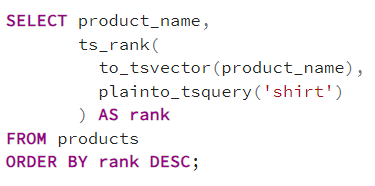 SELECT product_name,
       ts_rank(
         to_tsvector(product_name),
         plainto_tsquery('shirt')
       ) AS rank
FROM products
ORDER BY rank DESC;